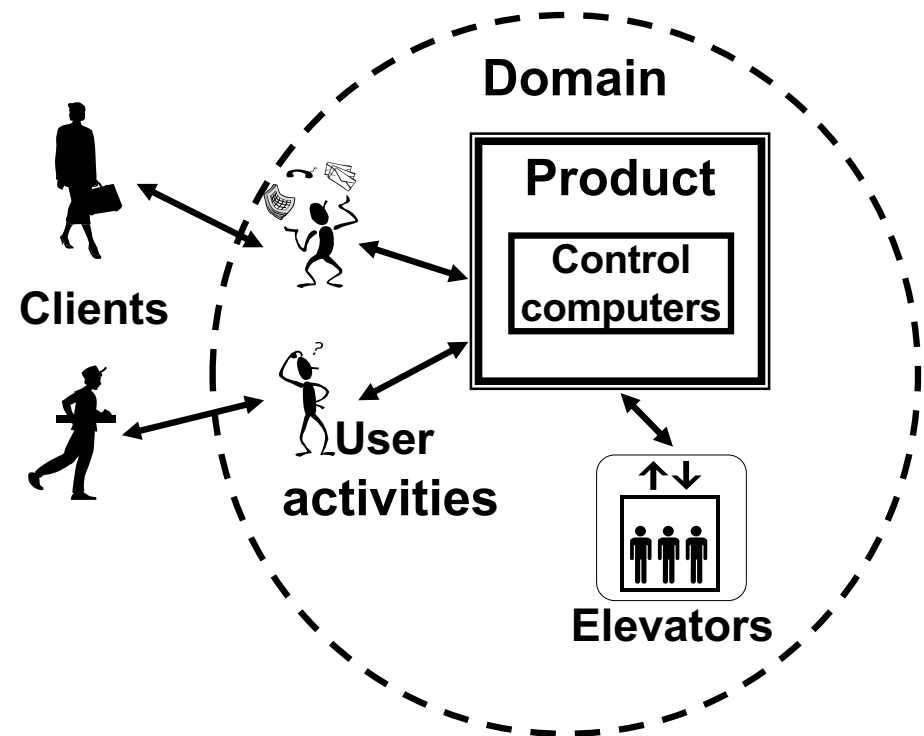 Domain
Product
Control
computers
Clients
?
User
activities
Elevators